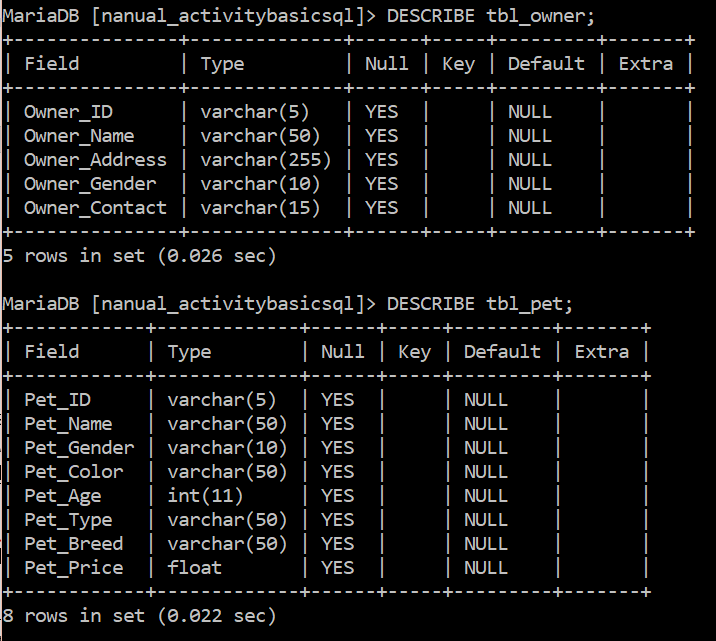 MariaDB [nanual_activitybasicsql]> DESCRIBE tbl_owner;
+---------------+--------------+------+-----+---------+-------+
| Field         | Type         | Null | Key | Default | Extra |
+---------------+--------------+------+-----+---------+-------+
| Owner_ID      | varchar(5)   | YES  |     | NULL    |       |
| Owner_Name    | varchar(50)  | YES  |     | NULL    |       |
| Owner_Address | varchar(255) | YES  |     | NULL    |       |
| Owner_Gender  | varchar(10)  | YES  |     | NULL    |       |
| Owner_Contact | varchar(15)  | YES  |     | NULL    |       |
+---------------+--------------+------+-----+---------+-------+
5 rows in set (0.026 sec)

MariaDB [nanual_activitybasicsql]> DESCRIBE tbl_pet;
+------------+-------------+------+-----+---------+-------+
| Field      | Type        | Null | Key | Default | Extra |
+------------+-------------+------+-----+---------+-------+
| Pet_ID     | varchar(5)  | YES  |     | NULL    |       |
| Pet_Name   | varchar(50) | YES  |     | NULL    |       |
| Pet_Gender | varchar(10) | YES  |     | NULL    |       |
| Pet_Color  | varchar(50) | YES  |     | NULL    |       |
| Pet_Age    | int(11)     | YES  |     | NULL    |       |
| Pet_Type   | varchar(50) | YES  |     | NULL    |       |
| Pet_Breed  | varchar(50) | YES  |     | NULL    |       |
| Pet_Price  | float       | YES  |     | NULL    |       |
+------------+-------------+------+-----+---------+-------+
8 rows in set (0.022 sec)